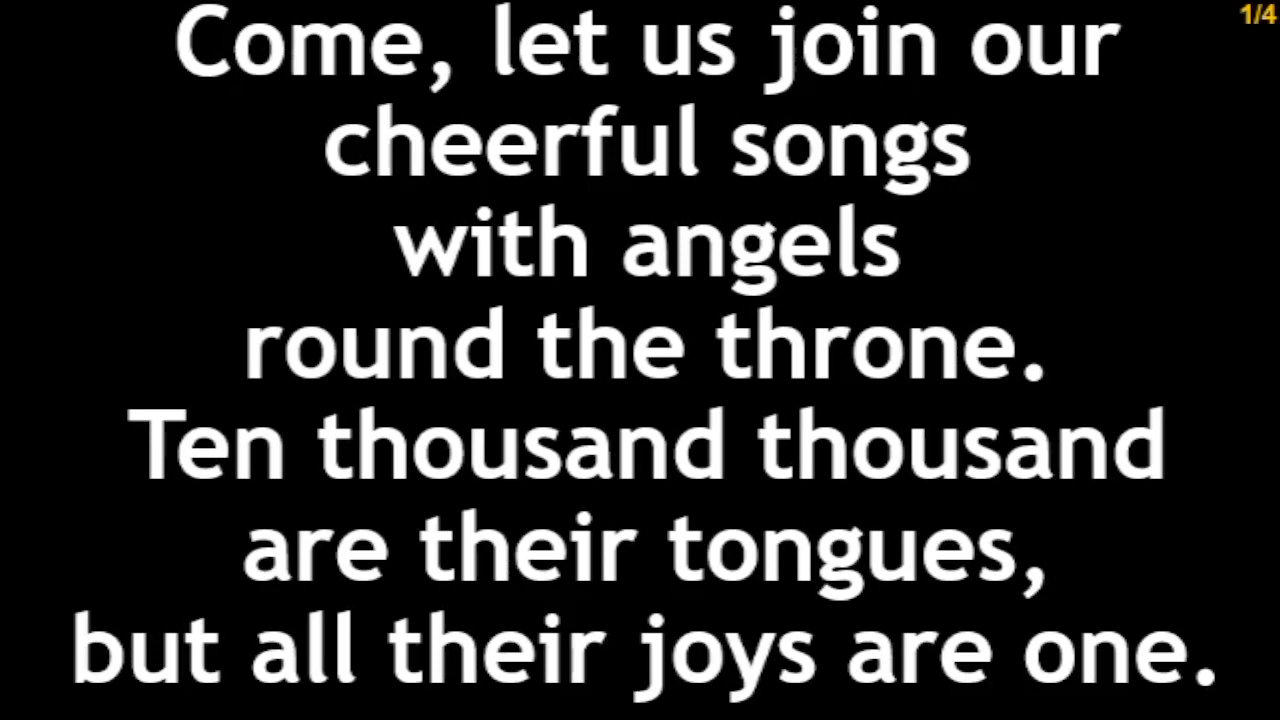 1/4
Come, let us join our
cheerful songs
with angels
round the throne.
Ten thousand thousand
are their tongues,
but all their joys are one.